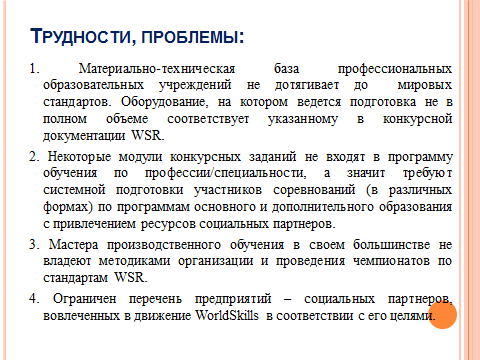 ТРУДНОСТИ, ПРОБЛЕМЫ:
1. Материально-техническая база профессиональных
образовательных учреждений не дотягивает до мировых
стандартов. Оборудование, на котором ведется подготовка не в
полном объеме соответствует указанному в конкурсной
документации WSR.
2. Некоторые модули конкурсных заданий не входят в программу
обучения по профессии/специальности, а значит требуют
системной подготовки участников соревнований (в различных
формах) по программам основного и дополнительного образования
с привлечением ресурсов социальных партнеров.
3. Мастера производственного обучения в своем большинстве не
владеют методиками организации и проведения чемпионатов по
стандартам WSR.
4. Ограничен перечень предприятий – социальных партнеров,
вовлеченных в движение WorldSkills в соответствии с его целями.